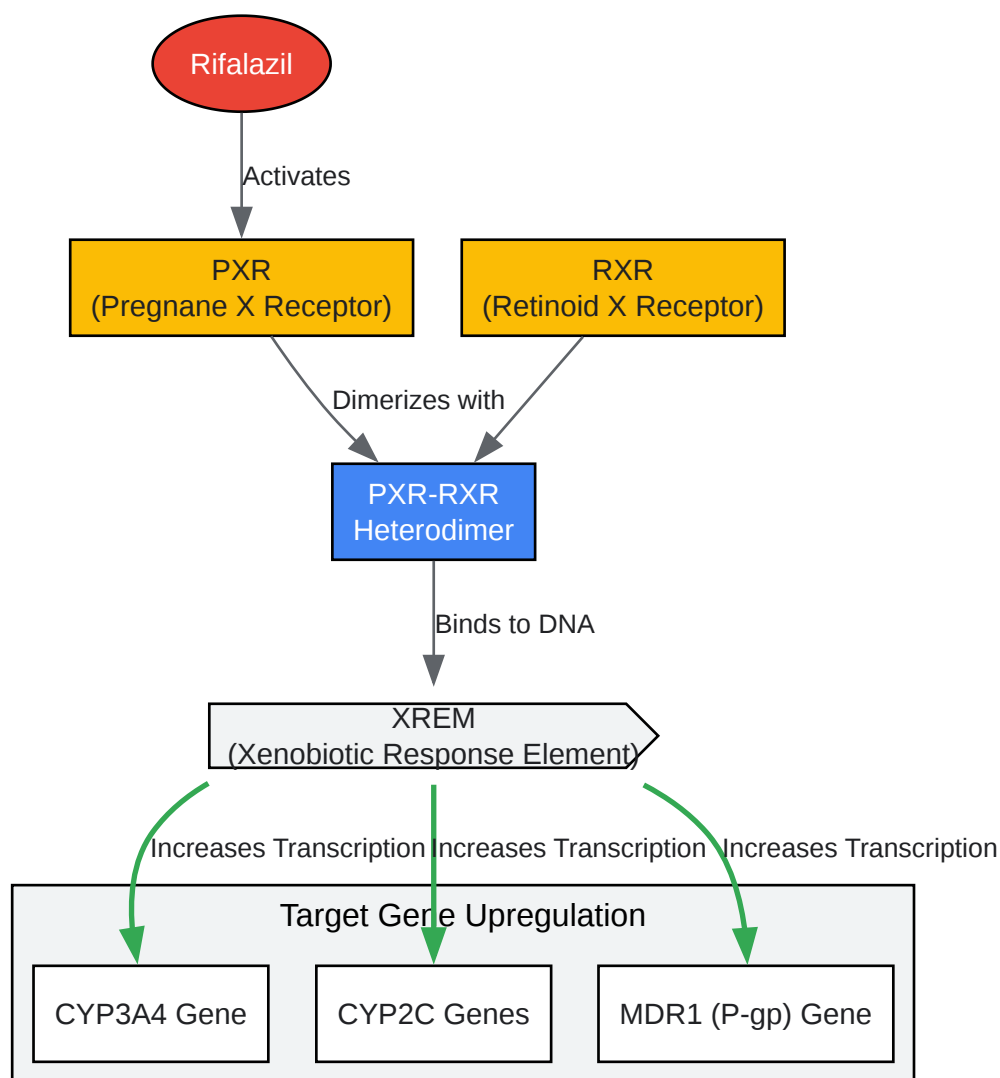 Rifalazil
Activates
PXR
(Pregnane X Receptor)
RXR
(Retinoid X Receptor)
Dimerizes with
PXR-RXR
Heterodimer
Binds to DNA
XREM
(Xenobiotic Response Element)
Increases Transcription
Increases Transcription
Increases Transcription
Target Gene Upregulation
CYP3A4 Gene
CYP2C Genes
MDR1 (P-gp) Gene